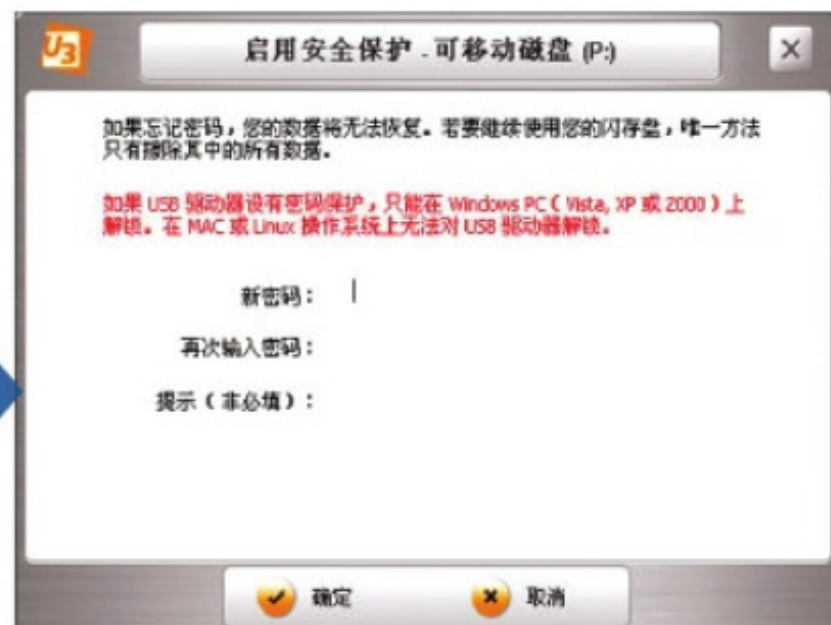 U3
启用安全保护 - 可移动磁盘 (P:)
如果忘记密码，您的数据将无法恢复。若要继续使用您的闪存盘，唯一方法
只有擦除其中的所有数据。
如果 USB 驱动器设有密码保护，只能在 Windows PC ( Vista, XP 或 2000 ) 上
解锁。在 MAC 或 Linux 操作系统上无法对 USB 驱动器解锁。
新密码：
再次输入密码：
提示（非必填）：
确定 取消